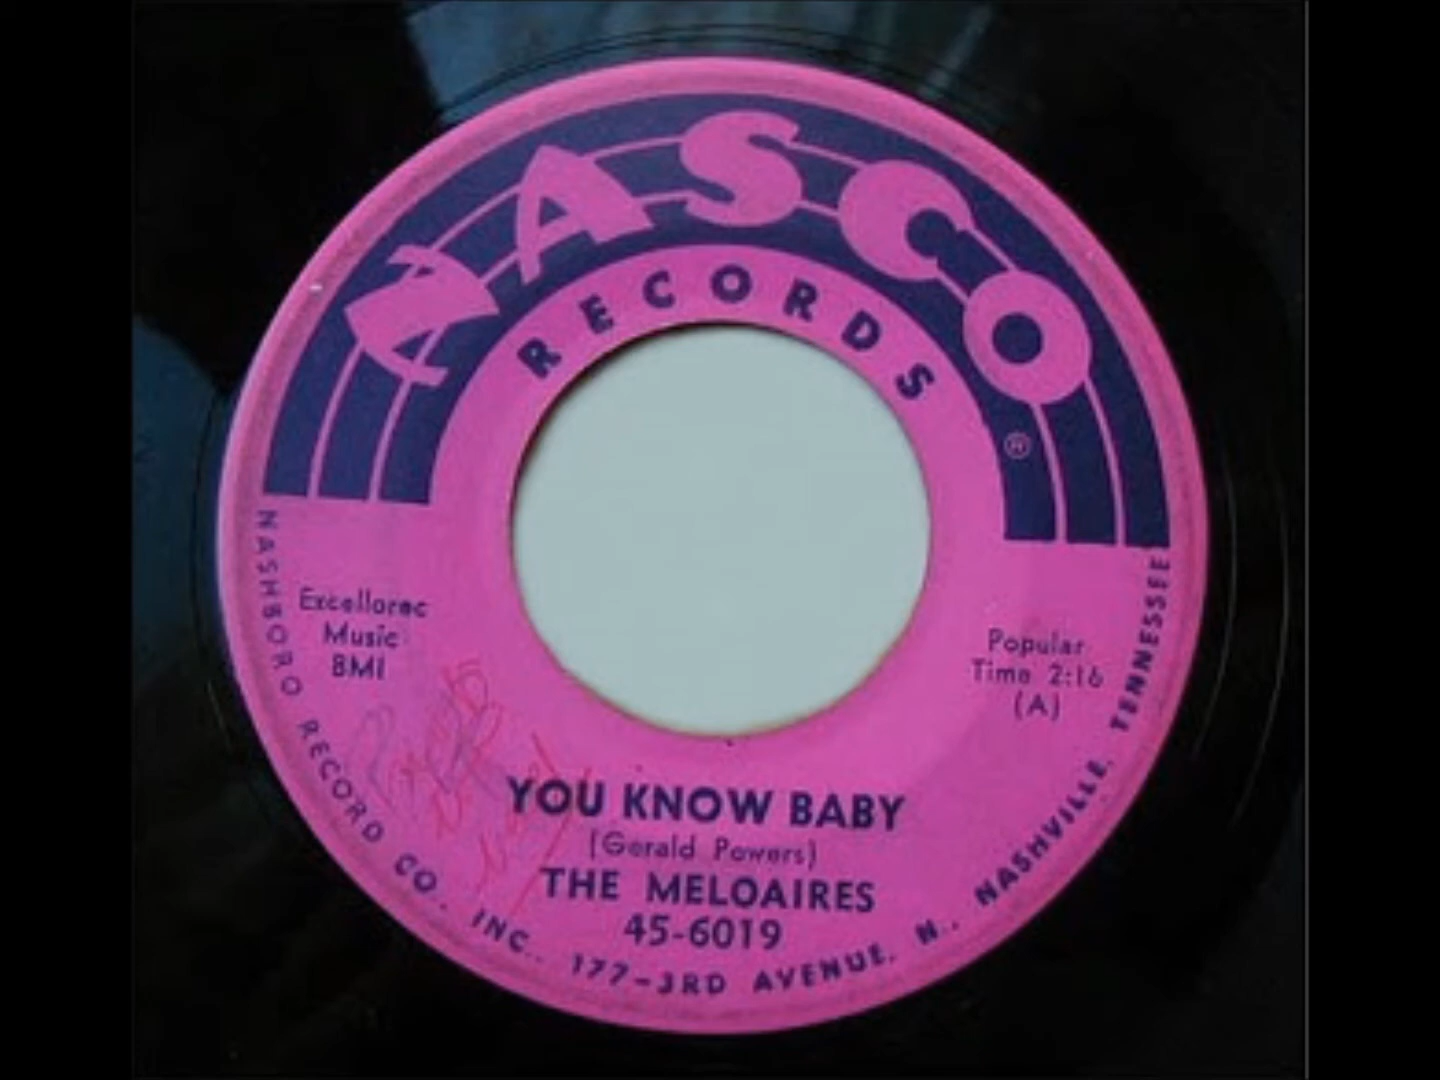 NASCO
RECORDS
®
Excellorec
Music
BMI
Popular
Time 2:16
(A)
YOU KNOW BABY
(Gerald Powers)
THE MELOAIRES
45-6019
NASHBORO RECORD CO., INC., 177-3RD AVENUE, N., NASHVILLE, TENNESSEE